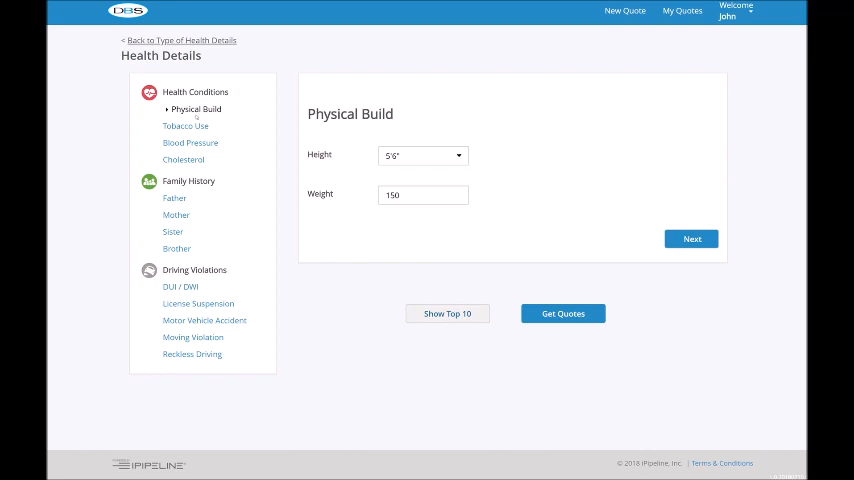 DBS
New Quote
My Quotes
Welcome
John
< Back to Type of Health Details
Health Details
Health Conditions
Physical Build
Tobacco Use
Blood Pressure
Cholesterol
Family History
Father
Mother
Sister
Brother
Driving Violations
DUI / DWI
License Suspension
Motor Vehicle Accident
Moving Violation
Reckless Driving
Physical Build
Height
5'6"
Weight
150
Next
Show Top 10
Get Quotes
iPIPELINE
© 2018 iPipeline, Inc. | Terms & Conditions